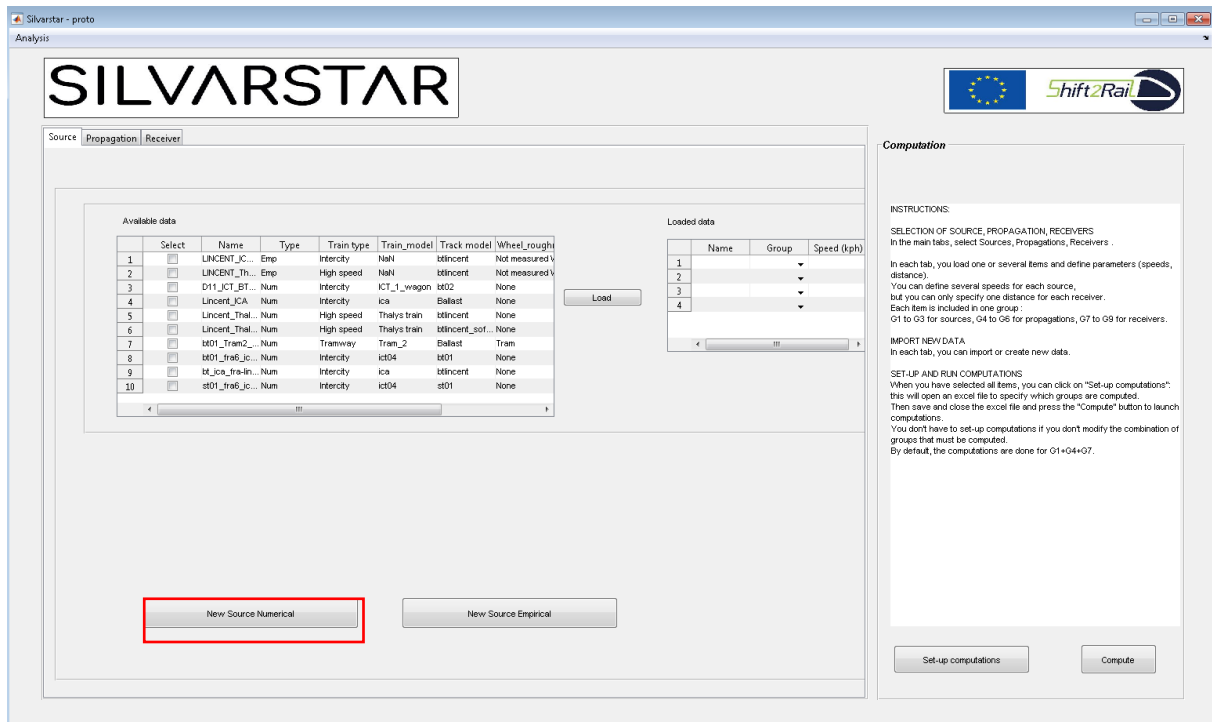 Silvarstar - proto
Analysis
SILVARSTAR
Shift2Rail
Source Propagation Receiver
Available data
Select Name Type Train type Train_model Track model Wheel_roughn
1 LINCENT_IC... Emp Intercity NaN btlincent Not measured V
2 LINCENT_Th... Emp High speed NaN btlincent Not measured V
3 D11_ICT_BT... Num Intercity ICT_1_wagon bt02 None
4 Lincent_ICA Num Intercity ica Ballast None
5 Lincent_Thal... Num High speed Thalys train btlincent None
6 Lincent_Thal... Num High speed Thalys train btlincent_sof... None
7 bt01_Tram2_... Num Tramway Tram_2 Ballast Tram
8 bt01_fra6_ic... Num Intercity ict04 bt01 None
9 bt_ica_fra-lin... Num Intercity ica btlincent None
10 st01_fra6_ic... Num Intercity ict04 st01 None
Load
Loaded data
Name Group Speed (kph)
1
2
3
4
New Source Numerical
New Source Empirical
Computation
INSTRUCTIONS:
SELECTION OF SOURCE, PROPAGATION, RECEIVERS
In the main tabs, select Sources, Propagations, Receivers .
In each tab, you load one or several items and define parameters (speeds,
distance).
You can define several speeds for each source,
but you can only specify one distance for each receiver.
Each item is included in one group :
G1 to G3 for sources, G4 to G6 for propagations, G7 to G9 for receivers.
IMPORT NEW DATA
In each tab, you can import or create new data.
SET-UP AND RUN COMPUTATIONS
When you have selected all items, you can click on "Set-up computations":
this will open an excel file to specify which groups are computed.
Then save and close the excel file and press the "Compute" button to launch
computations.
You don't have to set-up computations if you don't modify the combination of
groups that must be computed.
By default, the computations are done for G1+G4+G7.
Set-up computations
Compute